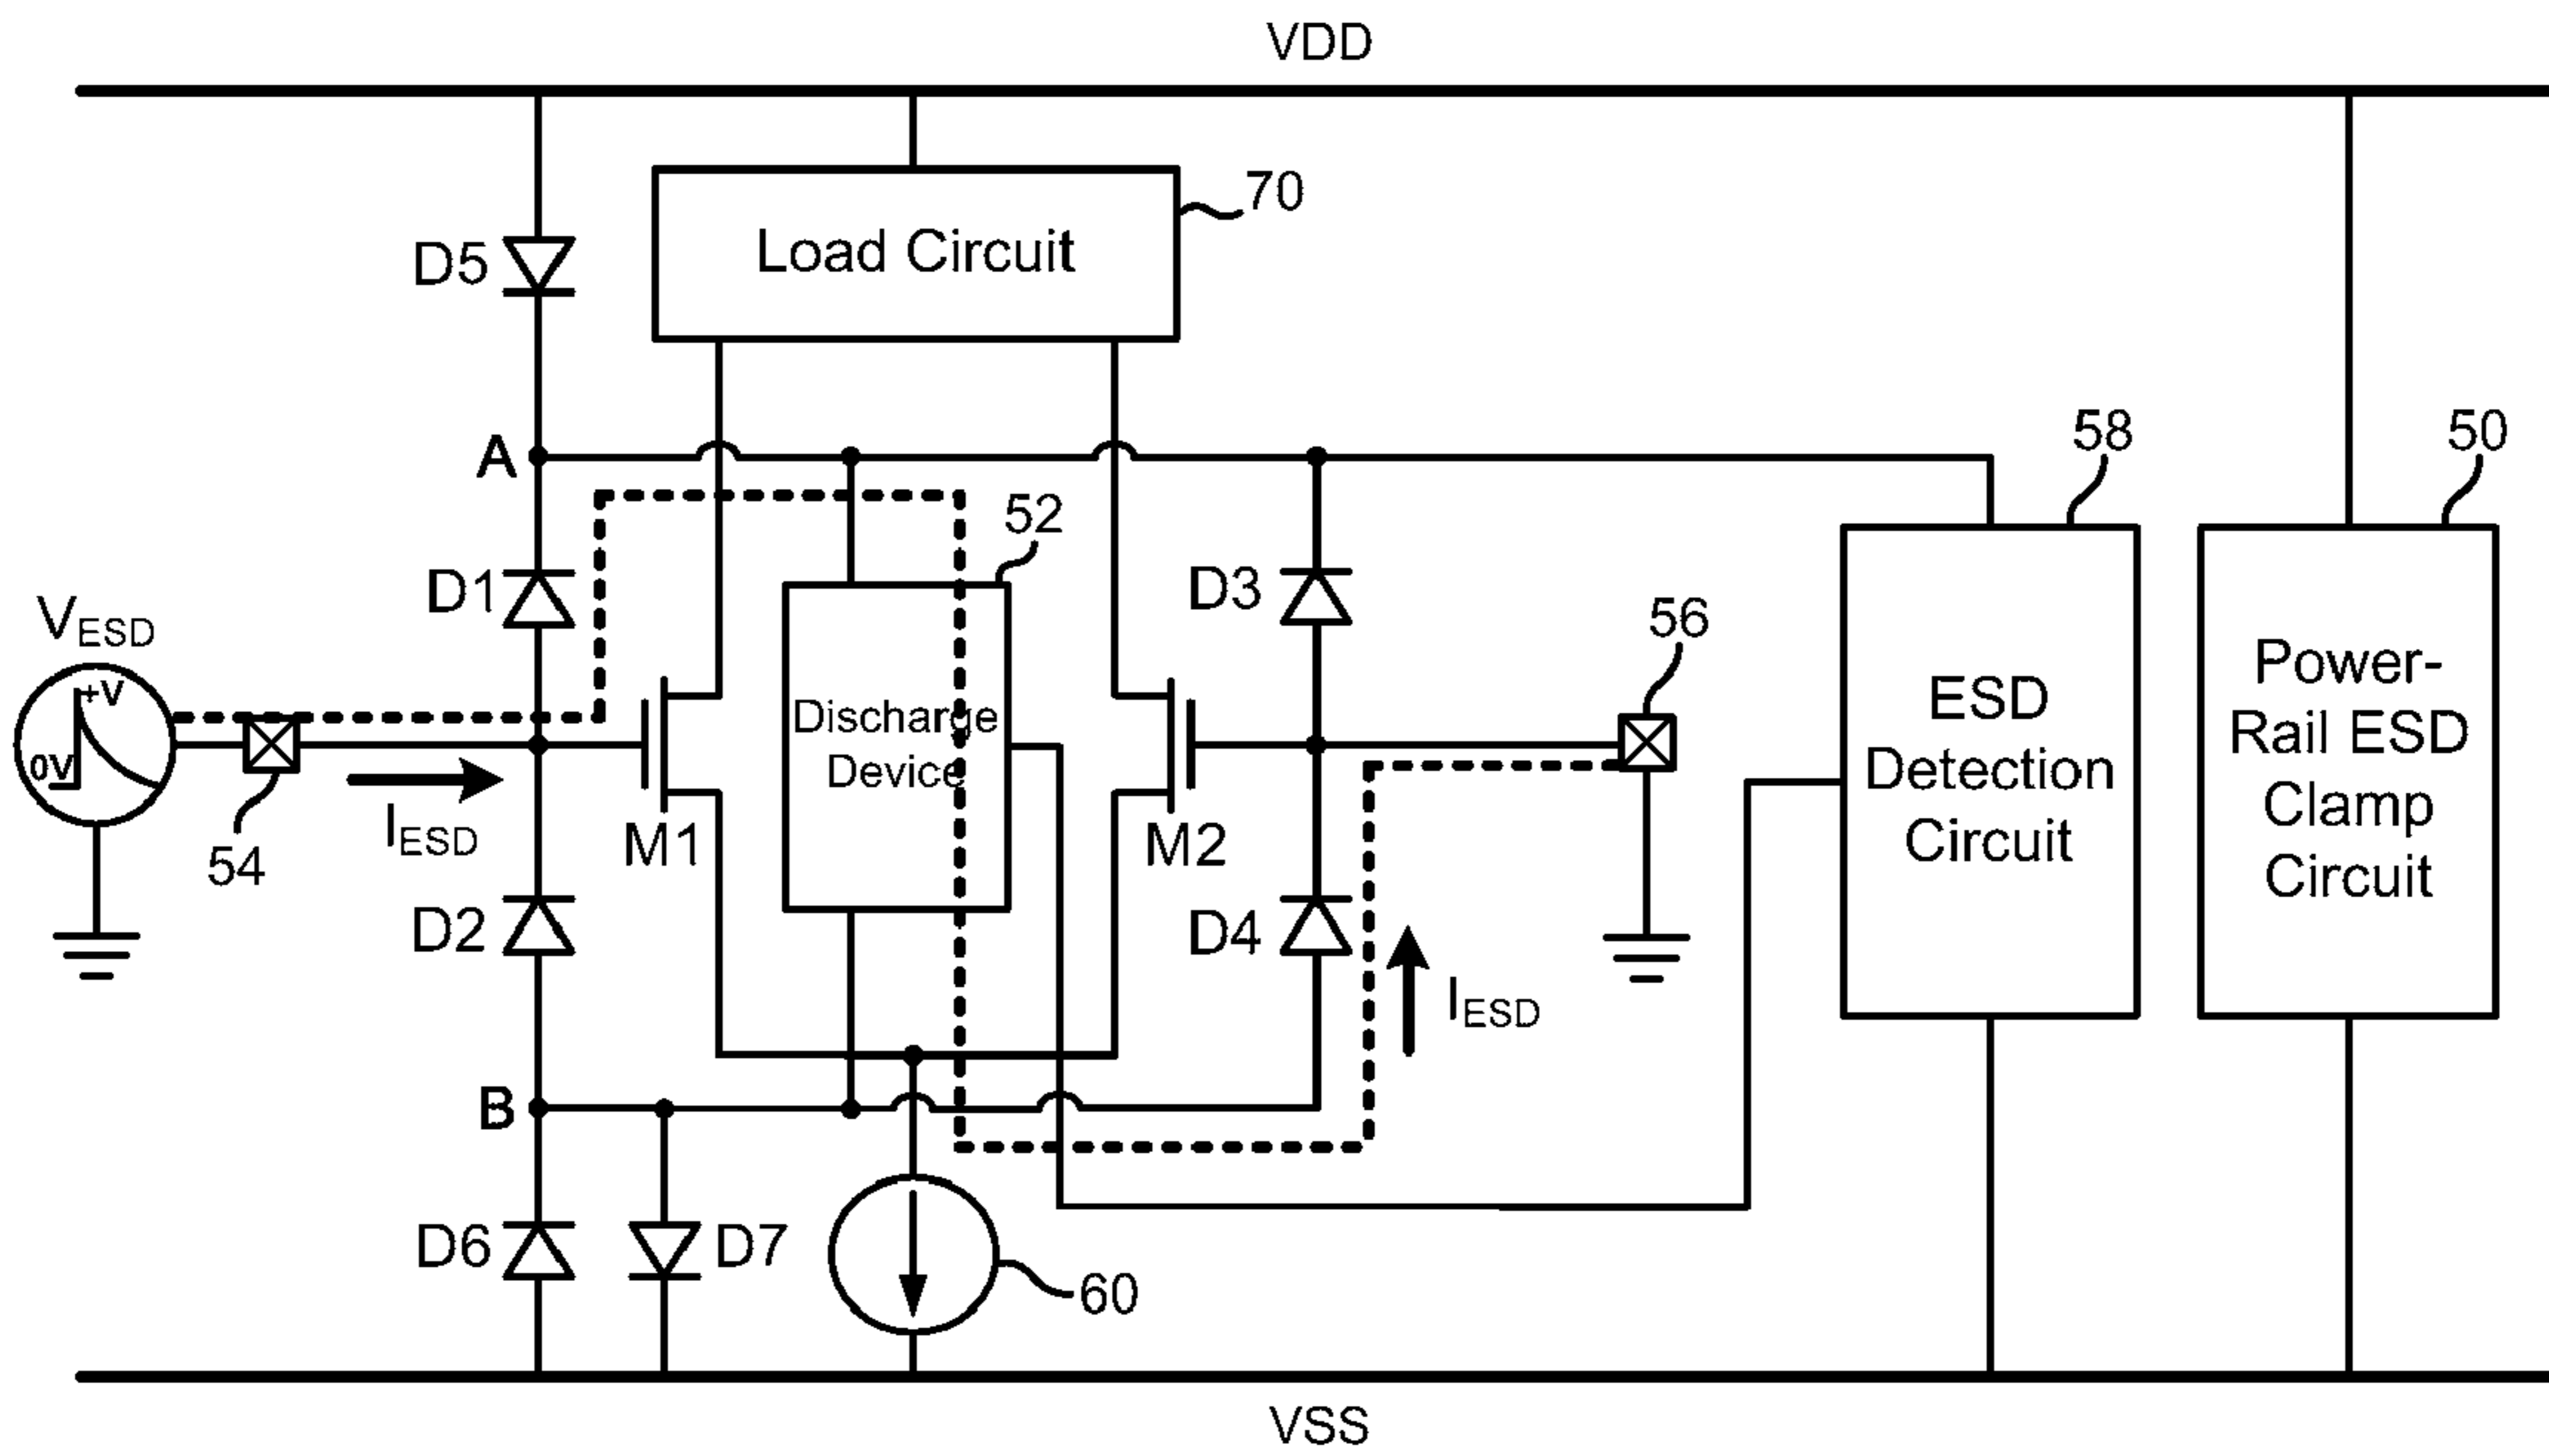 VDD
70
Load Circuit
D5
A
58
50
52
D1
D3
56
VESD
+V
0V
Discharge
Device
ESD
Detection
Circuit
Power-
Rail ESD
Clamp
Circuit
IESD
54
M1
M2
D2
D4
IESD
B
D6
D7
60
VSS